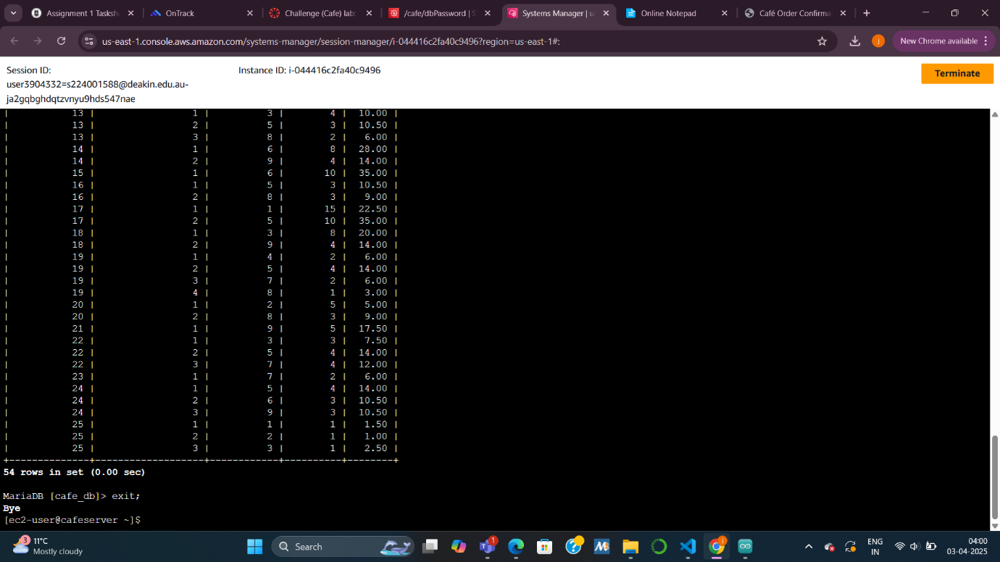 Assignment 1 Tasksh
OnTrack
Challenge (Cafe) lab:
/cafe/dbPassword | S
Systems Manager | u
Online Notepad
Café Order Confirma
us-east-1.console.aws.amazon.com/systems-manager/session-manager/i-044416c2fa40c9496?region=us-east-1#:
j
New Chrome available
Session ID:
user3904332=s224001588@deakin.edu.au-
ja2gqbghdqtzvnyu9hds547nae
Instance ID: i-044416c2fa40c9496
Terminate
| 13 | 1 | 3 | 4 | 10.00 |
| 13 | 2 | 5 | 3 | 10.50 |
| 13 | 3 | 8 | 2 | 6.00 |
| 14 | 1 | 6 | 8 | 28.00 |
| 14 | 2 | 9 | 4 | 14.00 |
| 15 | 1 | 6 | 10 | 35.00 |
| 16 | 1 | 5 | 3 | 10.50 |
| 16 | 2 | 8 | 3 | 9.00 |
| 17 | 1 | 1 | 15 | 22.50 |
| 17 | 2 | 5 | 10 | 35.00 |
| 18 | 1 | 3 | 8 | 20.00 |
| 18 | 2 | 9 | 4 | 14.00 |
| 19 | 1 | 4 | 2 | 6.00 |
| 19 | 2 | 5 | 4 | 14.00 |
| 19 | 3 | 7 | 2 | 6.00 |
| 19 | 4 | 8 | 1 | 3.00 |
| 20 | 1 | 2 | 5 | 5.00 |
| 20 | 2 | 8 | 3 | 9.00 |
| 21 | 1 | 9 | 5 | 17.50 |
| 22 | 1 | 3 | 3 | 7.50 |
| 22 | 2 | 5 | 4 | 14.00 |
| 22 | 3 | 7 | 4 | 12.00 |
| 23 | 1 | 7 | 2 | 6.00 |
| 24 | 1 | 5 | 4 | 14.00 |
| 24 | 2 | 6 | 3 | 10.50 |
| 24 | 3 | 9 | 3 | 10.50 |
| 25 | 1 | 1 | 1 | 1.50 |
| 25 | 2 | 2 | 1 | 1.00 |
| 25 | 3 | 3 | 1 | 2.50 |
+--------------+-------------------+------------+----------+--------+
54 rows in set (0.00 sec)
MariaDB [cafe_db]> exit;
Bye
[ec2-user@cafeserver ~]$
3
11°C
Mostly cloudy
Search
1
ENG
IN
04:00
03-04-2025